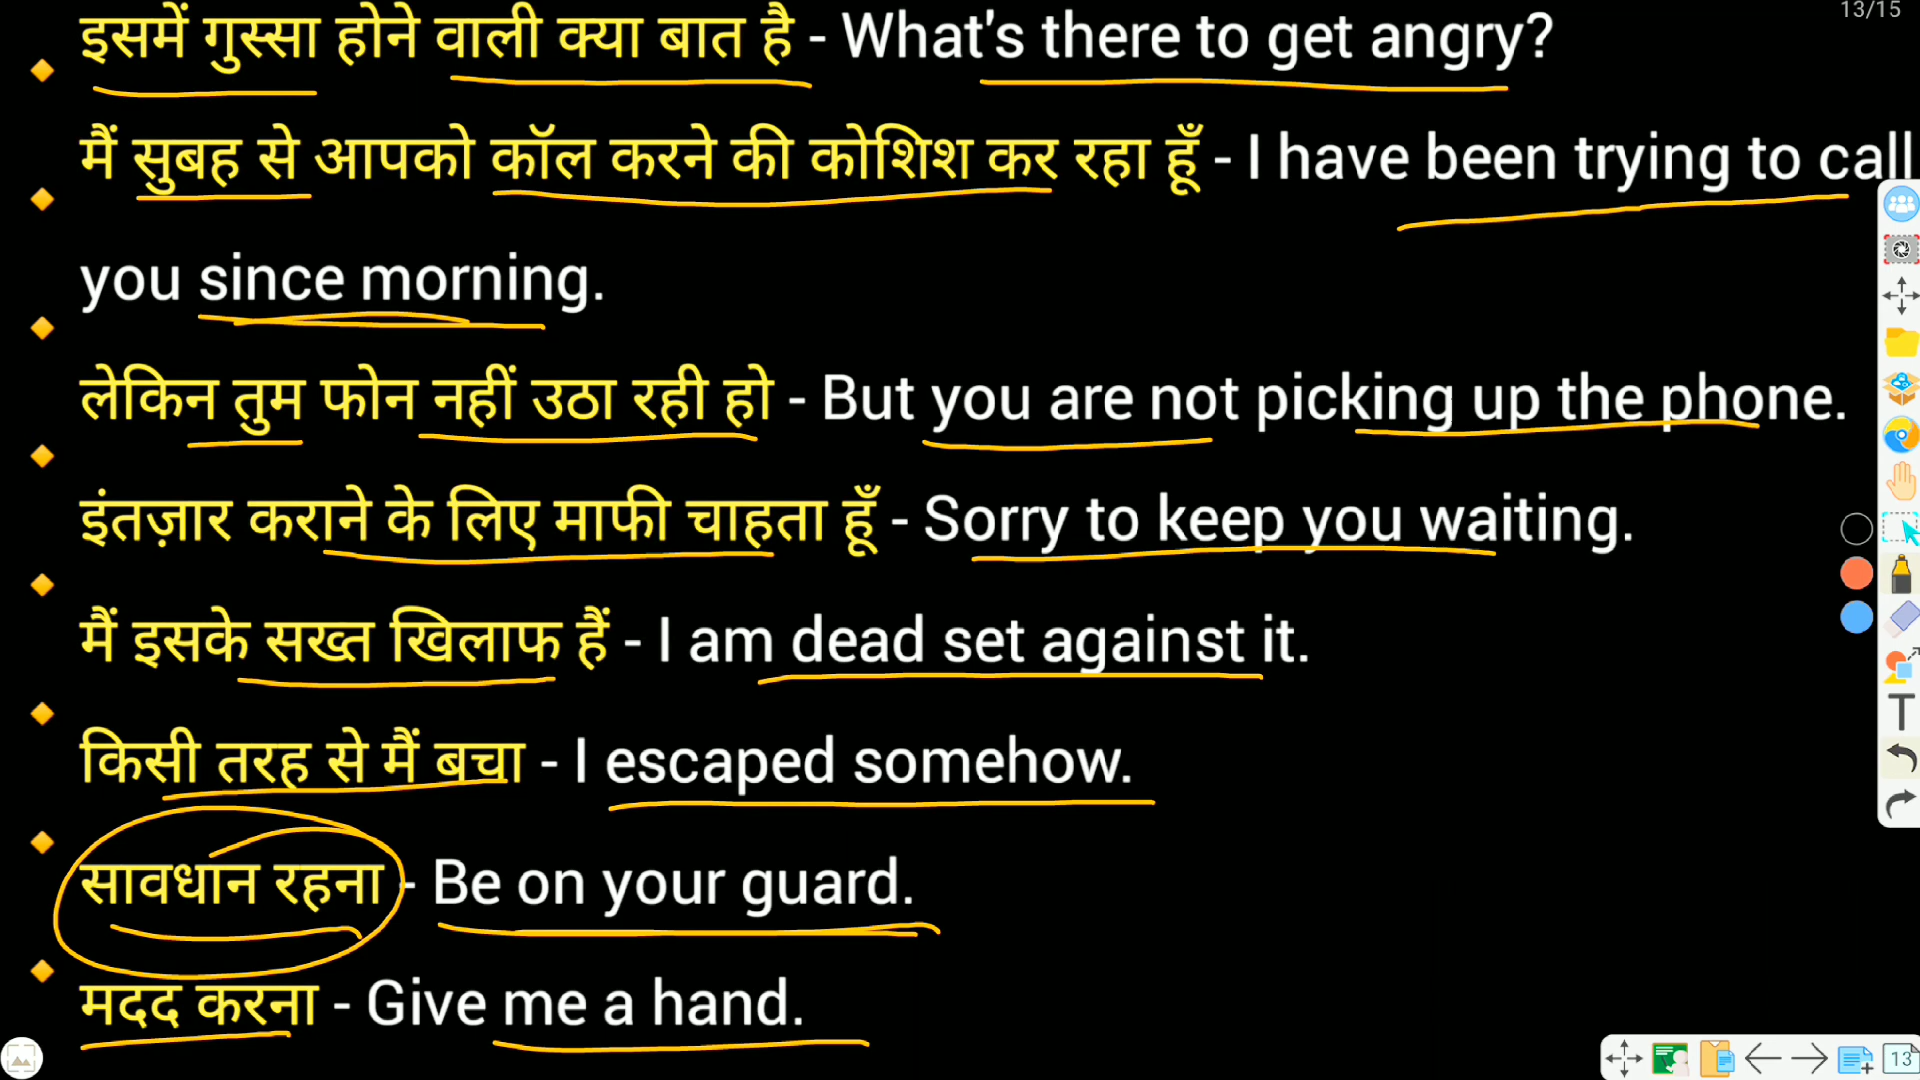 13/15
इसमें गुस्सा होने वाली क्या बात है - What's there to get angry?
मैं सुबह से आपको कॉल करने की कोशिश कर रहा हूँ - I have been trying to call
you since morning.
लेकिन तुम फोन नहीं उठा रही हो - But you are not picking up the phone.
इंतज़ार कराने के लिए माफी चाहता हूँ - Sorry to keep you waiting.
मैं इसके सख्त खिलाफ हैं - I am dead set against it.
किसी तरह से मैं बचा - I escaped somehow.
सावधान रहना - Be on your guard.
मदद करना - Give me a hand.
T
13